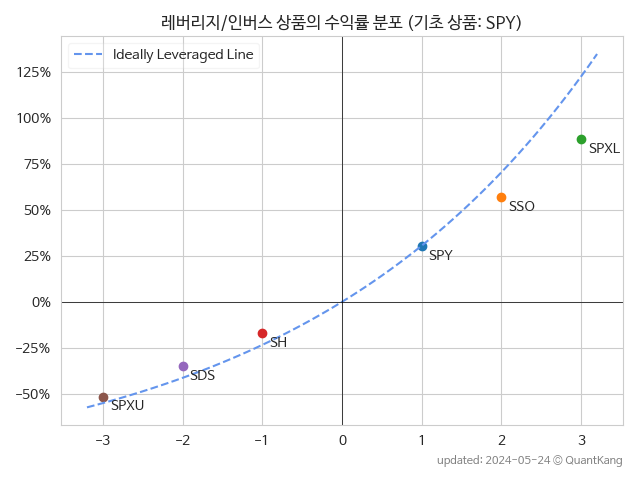 레버리지/인버스 상품의 수익률 분포 (기초 상품: SPY)
Ideally Leveraged Line
125%
100%
75%
50%
25%
0%
−25%
−50%
SPXL
SSO
SPY
SH
SDS
SPXU
−3 −2 −1 0 1 2 3
updated: 2024-05-24 © QuantKang